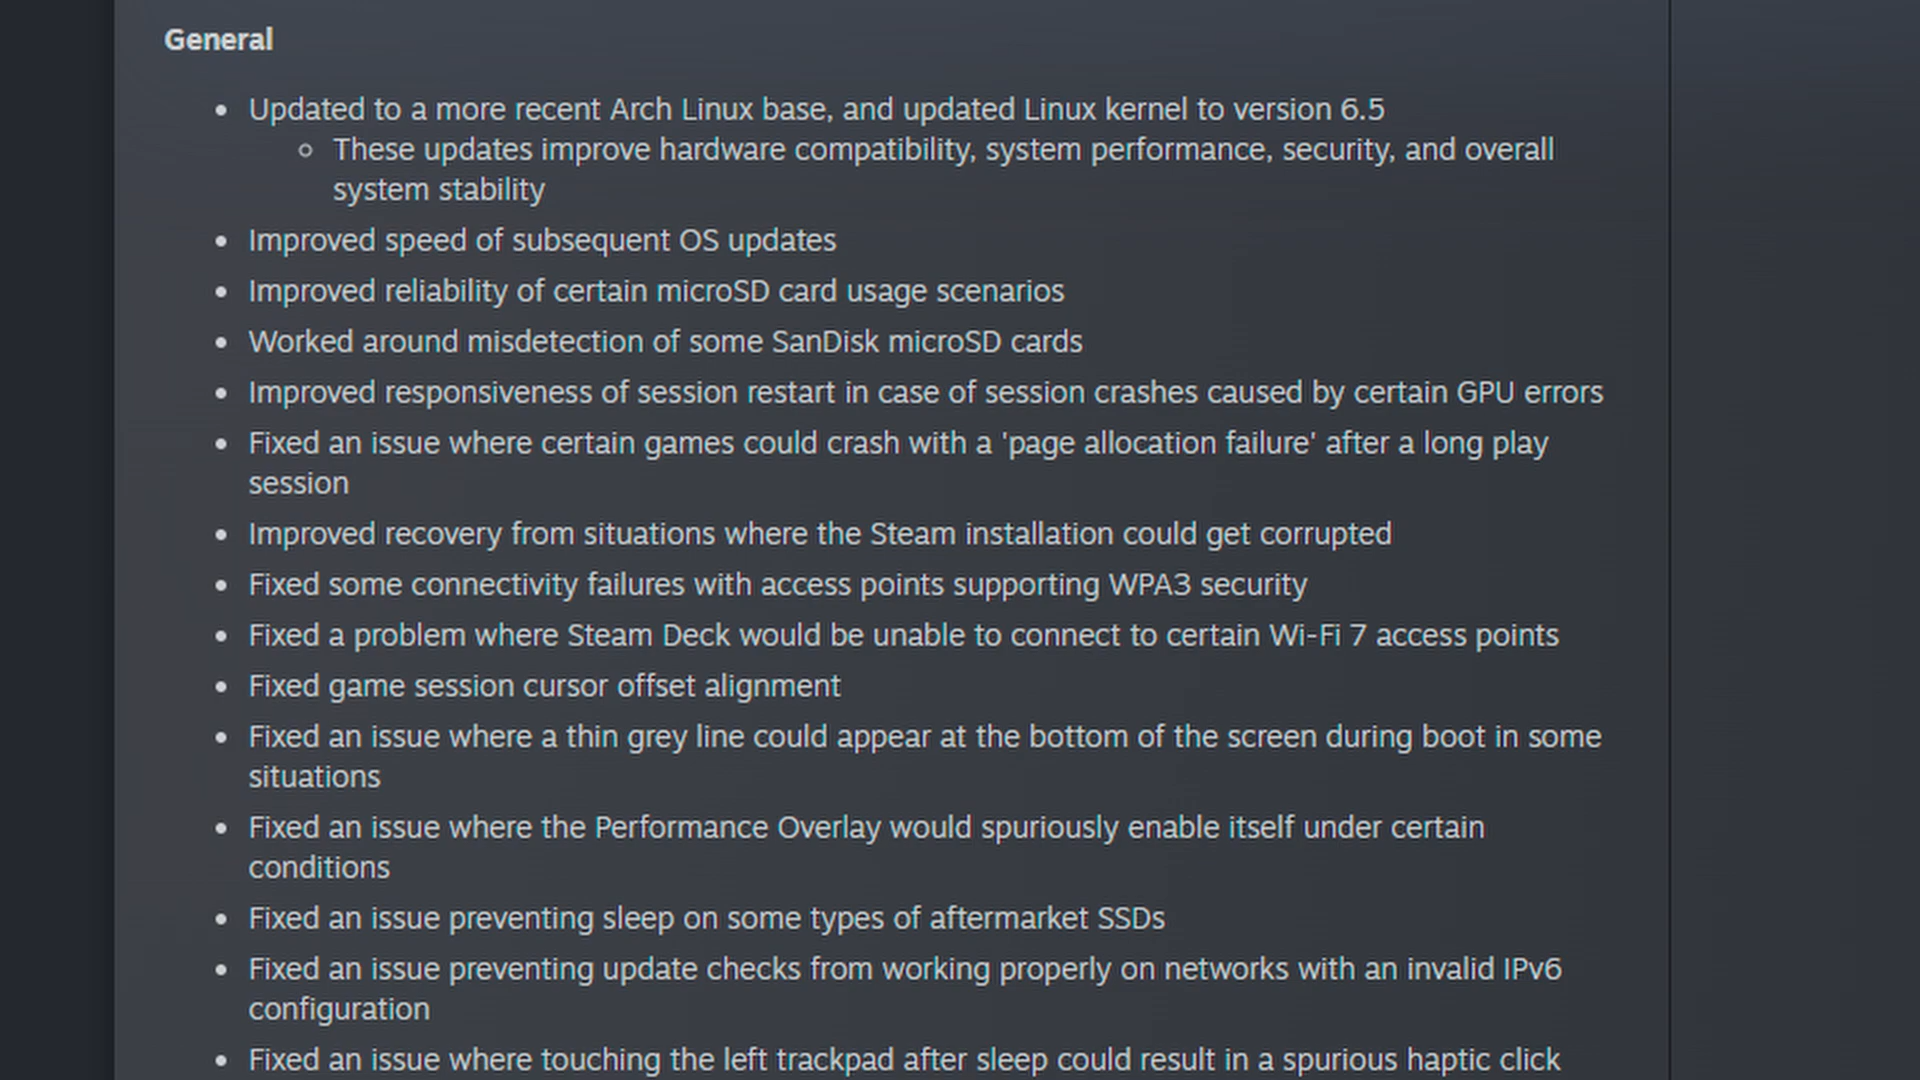 General
Updated to a more recent Arch Linux base, and updated Linux kernel to version 6.5
These updates improve hardware compatibility, system performance, security, and overall
system stability
Improved speed of subsequent OS updates
Improved reliability of certain microSD card usage scenarios
Worked around misdetection of some SanDisk microSD cards
Improved responsiveness of session restart in case of session crashes caused by certain GPU errors
Fixed an issue where certain games could crash with a 'page allocation failure' after a long play
session
Improved recovery from situations where the Steam installation could get corrupted
Fixed some connectivity failures with access points supporting WPA3 security
Fixed a problem where Steam Deck would be unable to connect to certain Wi-Fi 7 access points
Fixed game session cursor offset alignment
Fixed an issue where a thin grey line could appear at the bottom of the screen during boot in some
situations
Fixed an issue where the Performance Overlay would spuriously enable itself under certain
conditions
Fixed an issue preventing sleep on some types of aftermarket SSDs
Fixed an issue preventing update checks from working properly on networks with an invalid IPv6
configuration
Fixed an issue where touching the left trackpad after sleep could result in a spurious haptic click